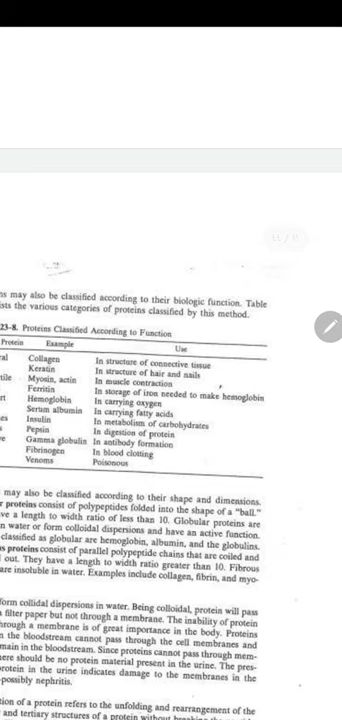 11 / 11
ns may also be classified according to their biologic function. Table
ists the various categories of proteins classified by this method.
23-8. Proteins Classified According to Function
Protein Example Use
ral Collagen In structure of connective tissue
Keratin In structure of hair and nails
tile Myosin, actin In muscle contraction
Ferritin In storage of iron needed to make hemoglobin
rt Hemoglobin In carrying oxygen
Serum albumin In carrying fatty acids
es Insulin In metabolism of carbohydrates
s Pepsin In digestion of protein
ve Gamma globulin In antibody formation
Fibrinogen In blood clotting
Venoms Poisonous
may also be classified according to their shape and dimensions.
r proteins consist of polypeptides folded into the shape of a "ball."
ve a length to width ratio of less than 10. Globular proteins are
n water or form colloidal dispersions and have an active function.
classified as globular are hemoglobin, albumin, and the globulins.
us proteins consist of parallel polypeptide chains that are coiled and
l out. They have a length to width ratio greater than 10. Fibrous
are insoluble in water. Examples include collagen, fibrin, and myo-
form collidal dispersions in water. Being colloidal, protein will pass
a filter paper but not through a membrane. The inability of protein
hrough a membrane is of great importance in the body. Proteins
n the bloodstream cannot pass through the cell membranes and
main in the bloodstream. Since proteins cannot pass through mem-
here should be no protein material present in the urine. The pres-
protein in the urine indicates damage to the membranes in the
possibly nephritis.
tion of a protein refers to the unfolding and rearrangement of the
and tertiary structures of a protein without